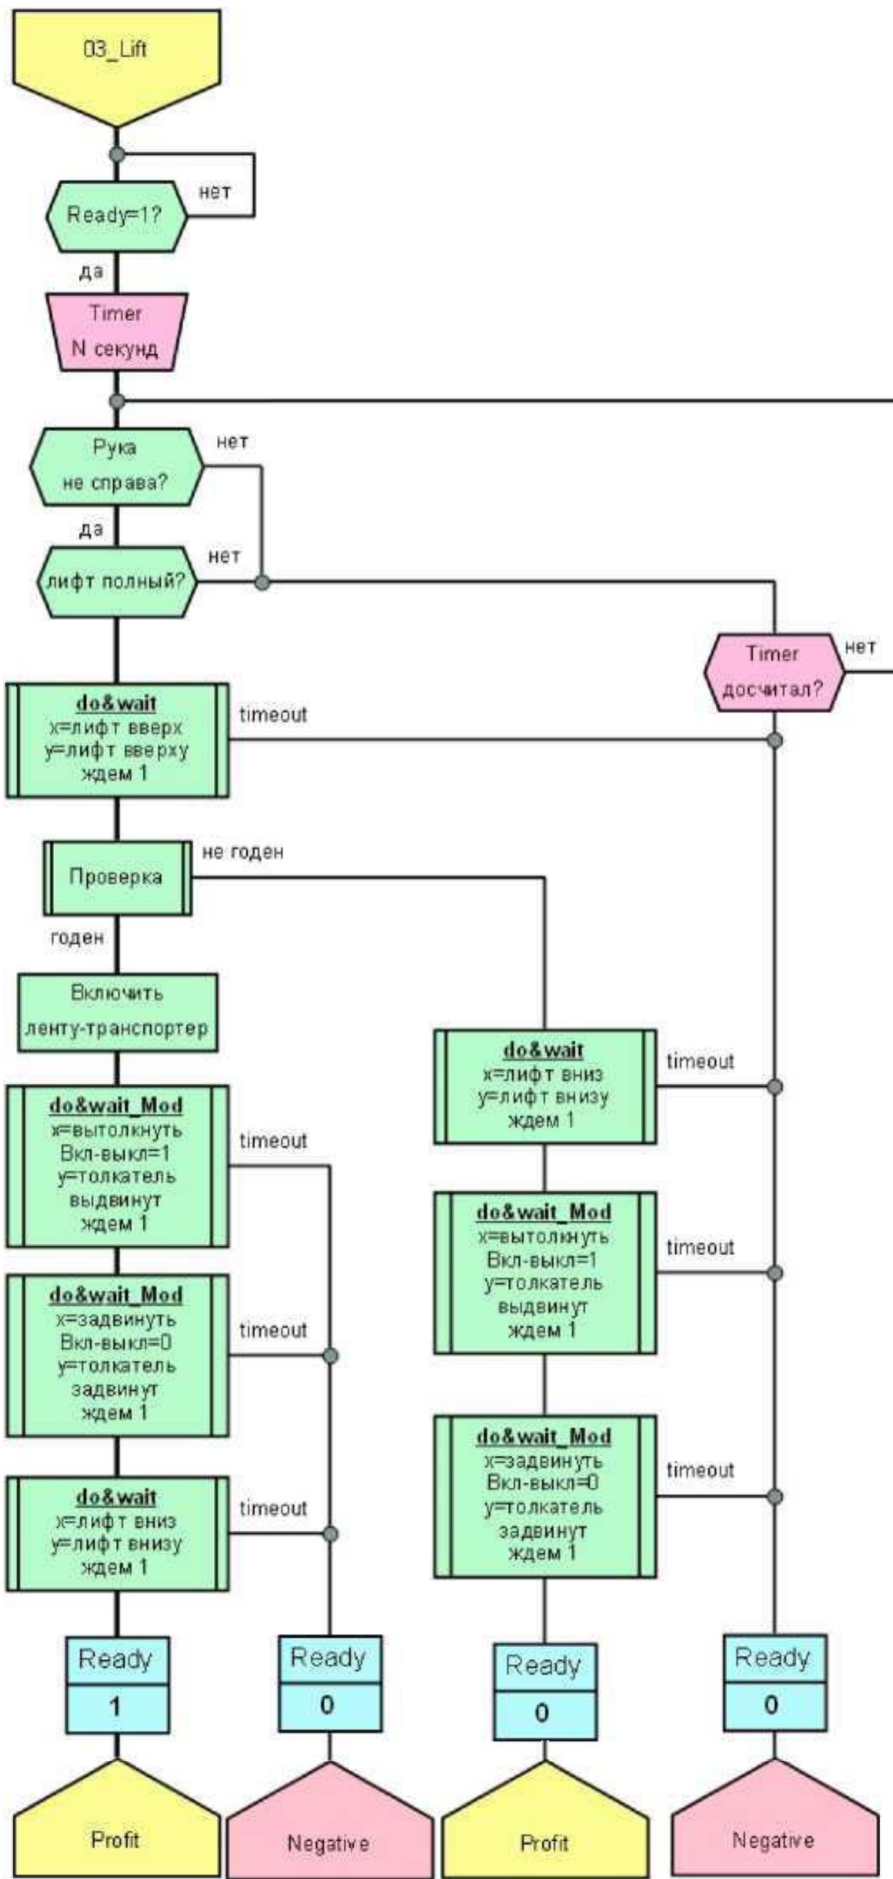 03_Lift
нет
Ready=1?
да
Timer
N секунд
Рука
не справа?
нет
да
лифт полный?
нет
Timer
досчитал?
нет
do&wait
x=лифт вверх
y=лифт вверху
ждем 1
timeout
Проверка
не годен
годен
Включить
ленту-транспортер
do&wait_Mod
x=вытолкнуть
Вкл-выкл=1
y=толкатель
выдвинут
ждем 1
timeout
do&wait_Mod
x=задвинуть
Вкл-выкл=0
y=толкатель
задвинут
ждем 1
timeout
do&wait
x=лифт вниз
y=лифт внизу
ждем 1
timeout
do&wait
x=лифт вниз
y=лифт внизу
ждем 1
timeout
do&wait_Mod
x=вытолкнуть
Вкл-выкл=1
y=толкатель
выдвинут
ждем 1
timeout
do&wait_Mod
x=задвинуть
Вкл-выкл=0
y=толкатель
задвинут
ждем 1
timeout
Ready
1
Ready
0
Ready
0
Ready
0
Profit
Negative
Profit
Negative